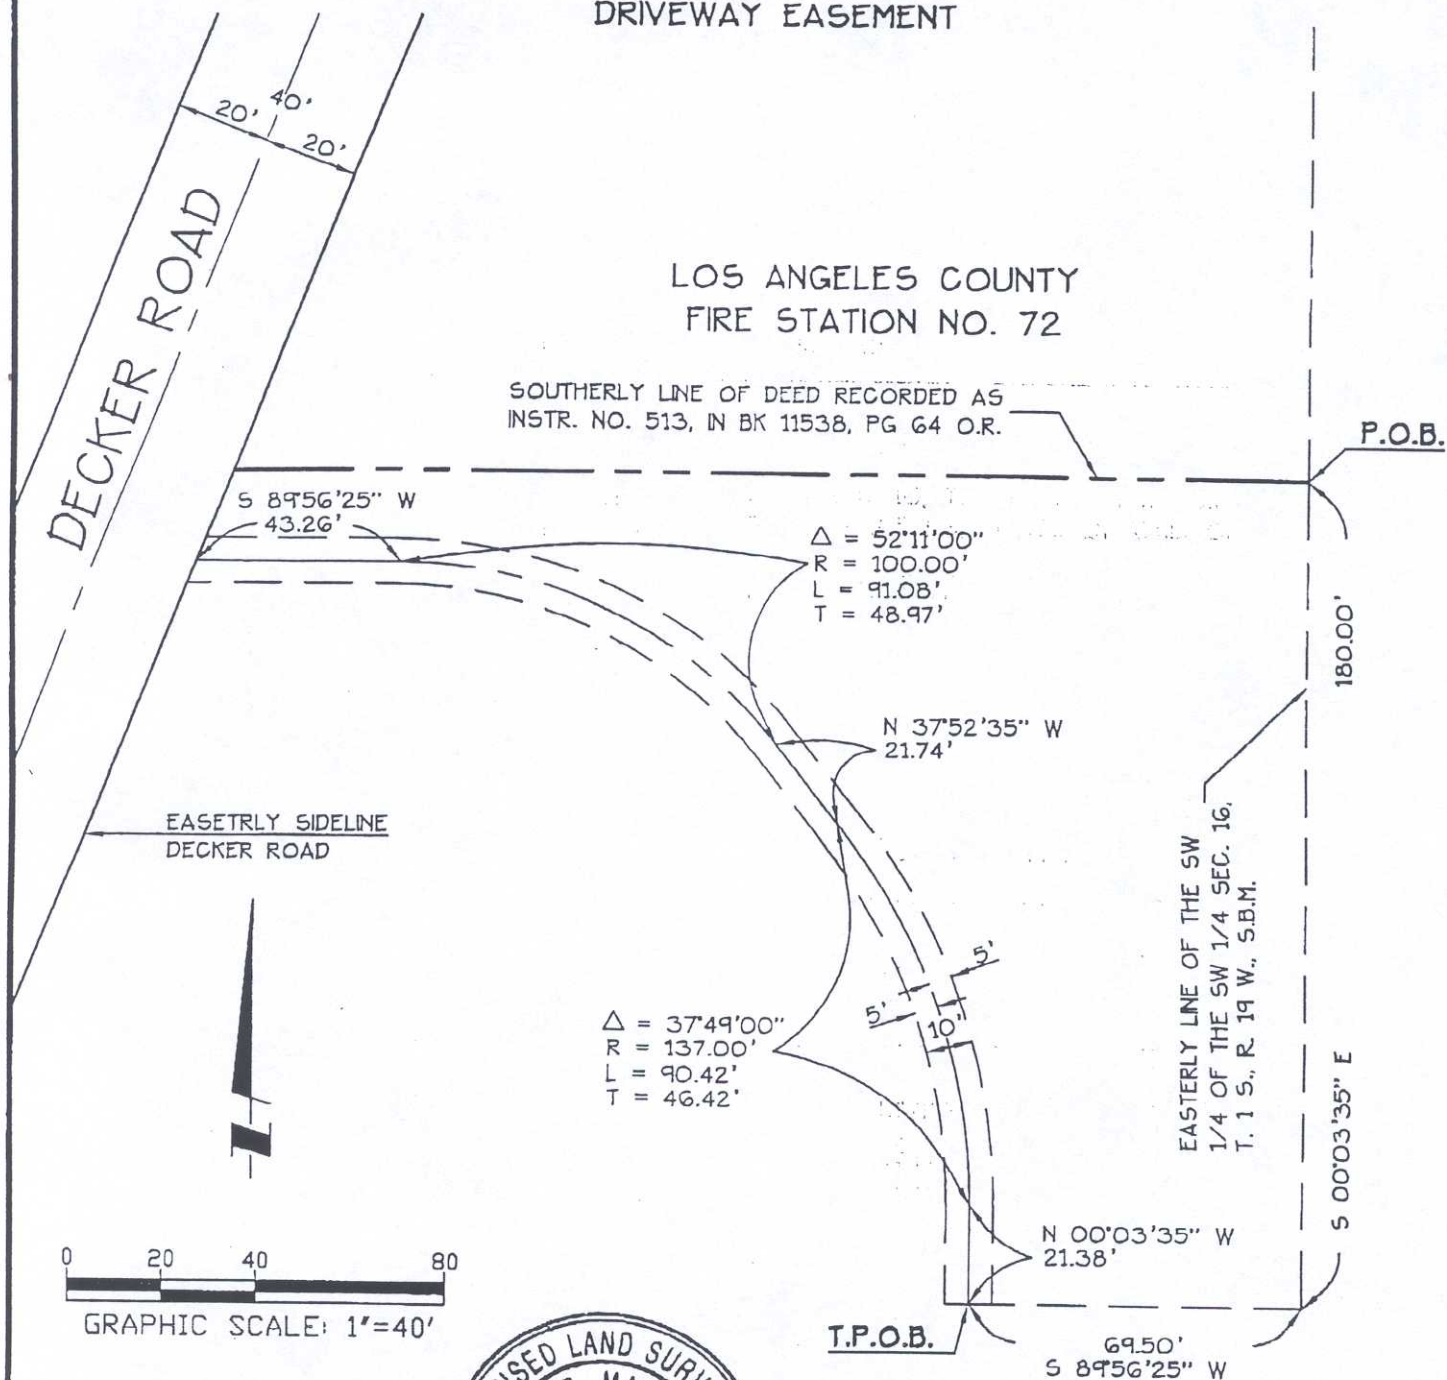 DRIVEWAY EASEMENT
20'
40'
20'
DECKER ROAD
LOS ANGELES COUNTY
FIRE STATION NO. 72
SOUTHERLY LINE OF DEED RECORDED AS
INSTR. NO. 513, IN BK 11538, PG 64 O.R.
P.O.B.
S 89°56'25" W
43.26'
Δ = 52°11'00"
R = 100.00'
L = 91.08'
T = 48.97'
180.00'
N 37°52'35" W
21.74'
EASETRLY SIDELINE
DECKER ROAD
EASTERLY LINE OF THE SW
1/4 OF THE SW 1/4 SEC. 16,
T. 1 S., R. 19 W., S.B.M.
5'
5'
10'
Δ = 37°49'00"
R = 137.00'
L = 90.42'
T = 46.42'
S 00°03'35" E
N 00°03'35" W
21.38'
0 20 40 80
GRAPHIC SCALE: 1"=40'
T.P.O.B.
69.50'
S 89°56'25" W
LAND